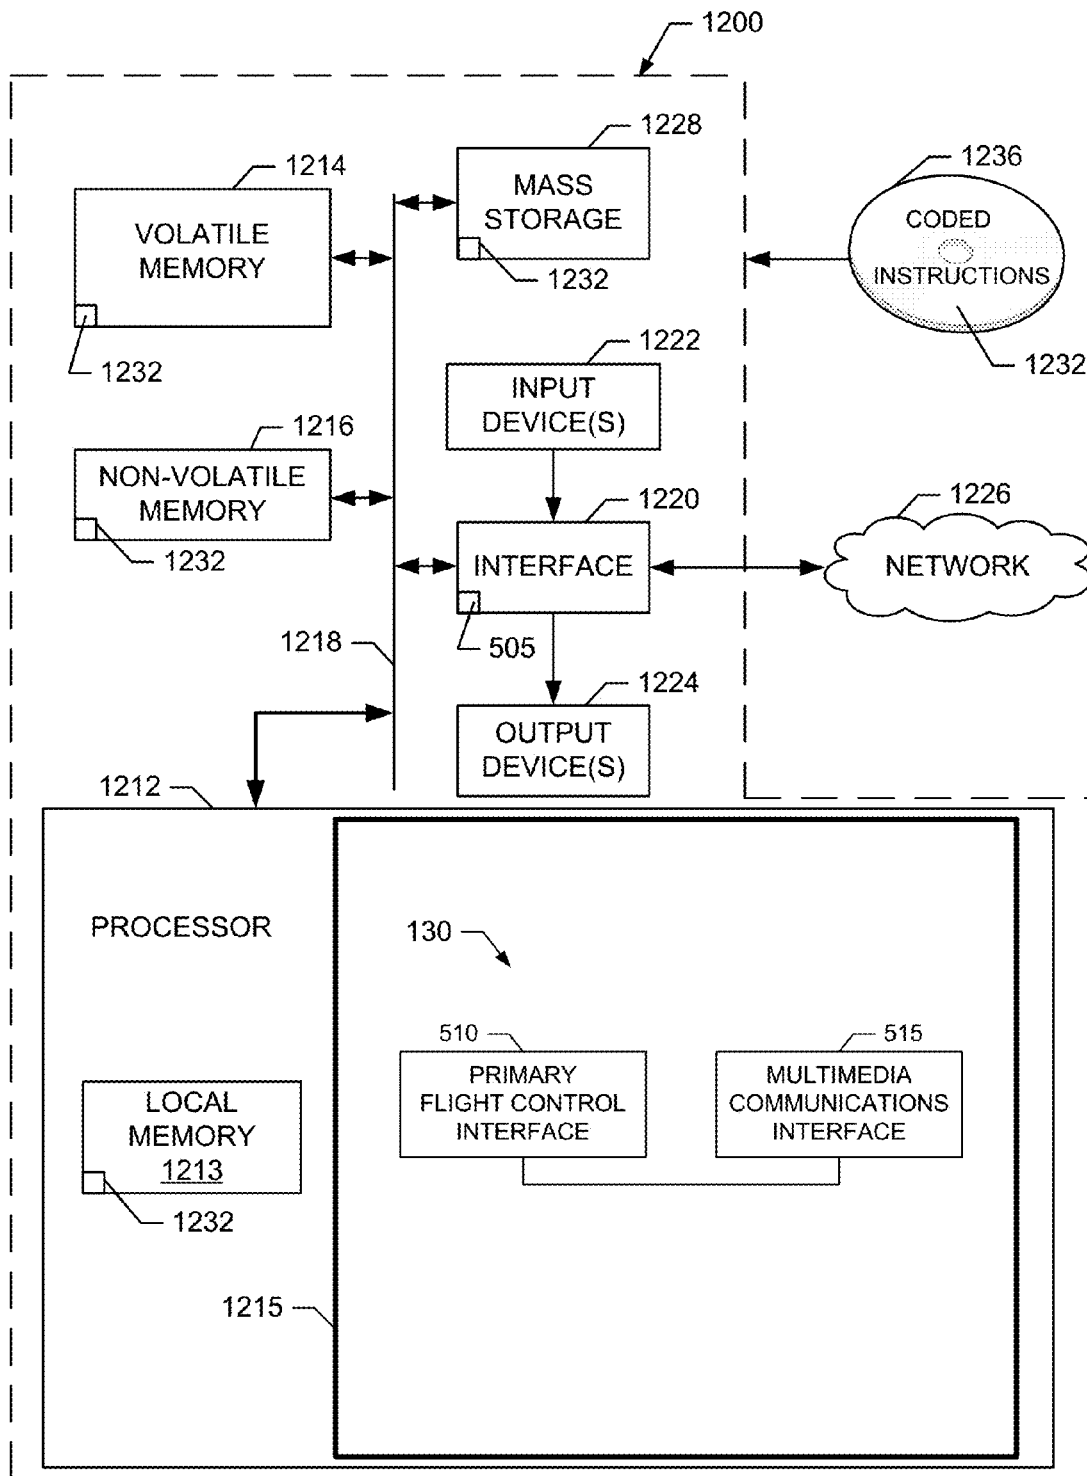 1200
1228
MASS
STORAGE
1232
1214
VOLATILE
MEMORY
1232
1236
CODED
INSTRUCTIONS
1232
1222
INPUT
DEVICE(S)
1216
NON-VOLATILE
MEMORY
1232
1220
INTERFACE
505
1226
NETWORK
1218
1224
OUTPUT
DEVICE(S)
1212
PROCESSOR
130
510
PRIMARY
FLIGHT CONTROL
INTERFACE
515
MULTIMEDIA
COMMUNICATIONS
INTERFACE
LOCAL
MEMORY
1213
1232
1215